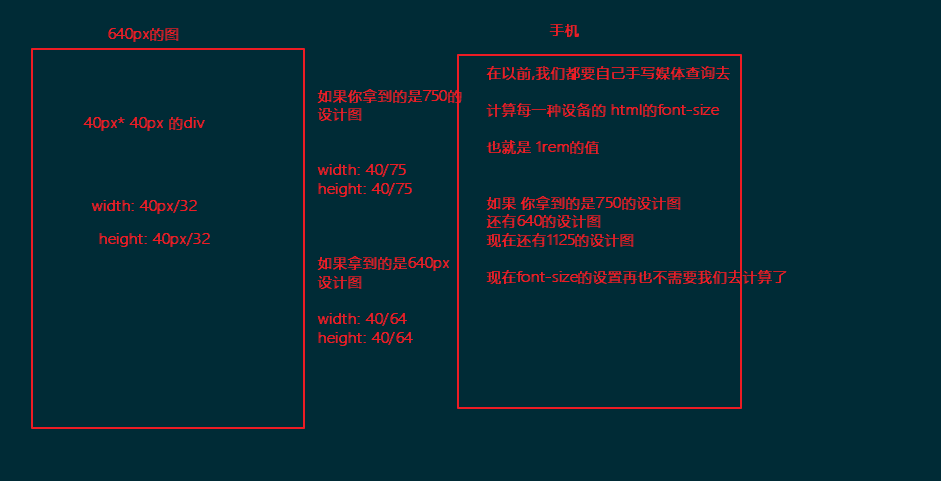 640px的图
40px* 40px 的div
width: 40px/32
height: 40px/32
如果你拿到的是750的
设计图
width: 40/75
height: 40/75
如果拿到的是640px
设计图
width: 40/64
height: 40/64
手机
在以前,我们都要自己手写媒体查询去
计算每一种设备的 html的font-size
也就是 1rem的值
如果 你拿到的是750的设计图
还有640的设计图
现在还有1125的设计图
现在font-size的设置再也不需要我们去计算了